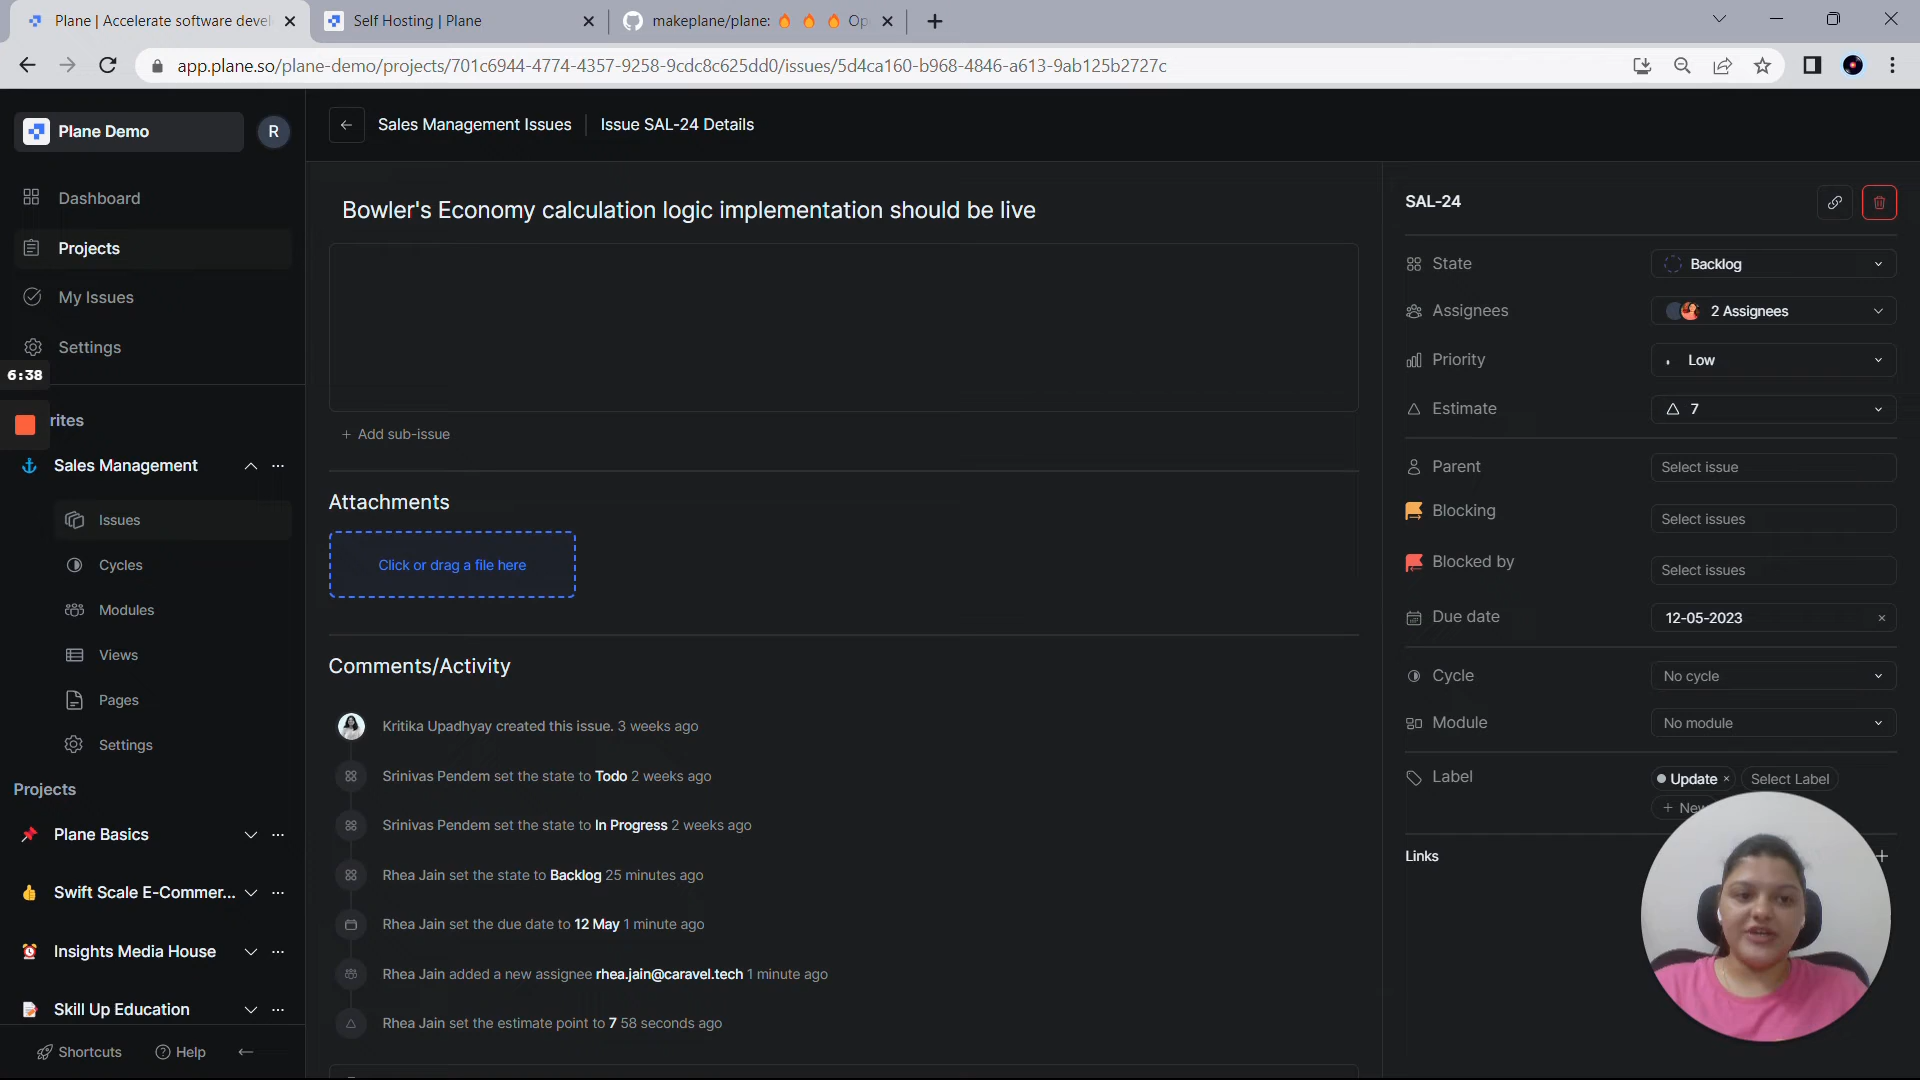 Plane | Accelerate software devel
Self Hosting | Plane
makeplane/plane: 🔥 🔥 🔥 Op
app.plane.so/plane-demo/projects/701c6944-4774-4357-9258-9cdc8c625dd0/issues/5d4ca160-b968-4846-a613-9ab125b2727c
Plane Demo
R
Dashboard
Projects
My Issues
Settings
6:38
rites
Sales Management
Issues
Cycles
Modules
Views
Pages
Settings
Projects
Plane Basics
Swift Scale E-Commer...
Insights Media House
Skill Up Education
Shortcuts
Help
Sales Management Issues
Issue SAL-24 Details
Bowler's Economy calculation logic implementation should be live
+ Add sub-issue
Attachments
Click or drag a file here
Comments/Activity
Kritika Upadhyay created this issue. 3 weeks ago
Srinivas Pendem set the state to Todo 2 weeks ago
Srinivas Pendem set the state to In Progress 2 weeks ago
Rhea Jain set the state to Backlog 25 minutes ago
Rhea Jain set the due date to 12 May 1 minute ago
Rhea Jain added a new assignee rhea.jain@caravel.tech 1 minute ago
Rhea Jain set the estimate point to 7 58 seconds ago
SAL-24
State
Backlog
Assignees
2 Assignees
Priority
Low
Estimate
7
Parent
Select issue
Blocking
Select issues
Blocked by
Select issues
Due date
12-05-2023
Cycle
No cycle
Module
No module
Label
Update
Select Label
+ New
Links